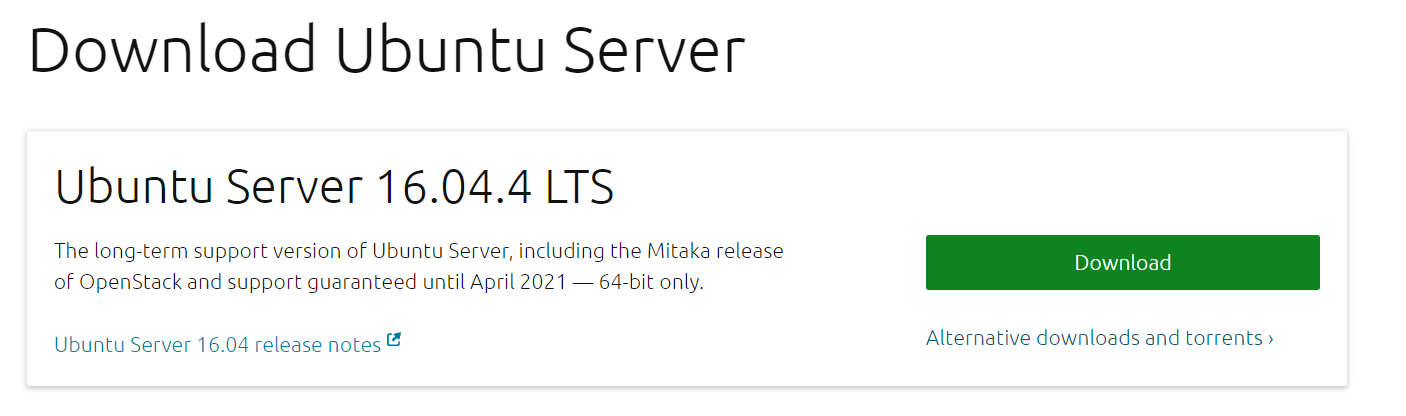 Download Ubuntu Server
Ubuntu Server 16.04.4 LTS
The long-term support version of Ubuntu Server, including the Mitaka release
of OpenStack and support guaranteed until April 2021 — 64-bit only.
Ubuntu Server 16.04 release notes
Download
Alternative downloads and torrents ›